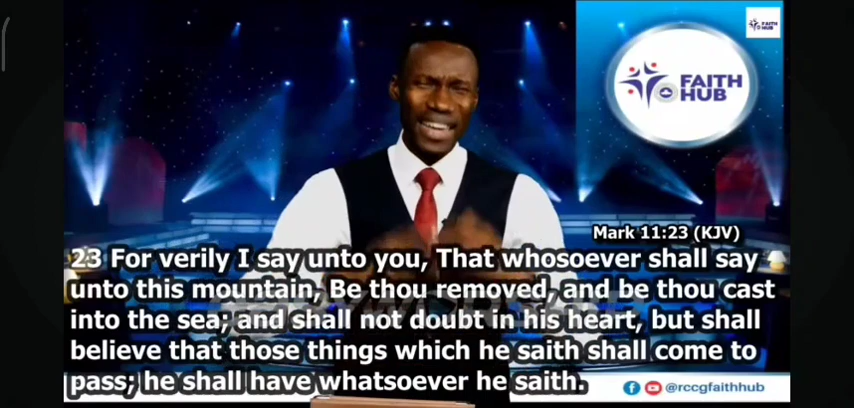 FAITH
HUB
FAITH
HUB
Mark 11:23 (KJV)
23 For verily I say unto you, That whosoever shall say
unto this mountain, Be thou removed, and be thou cast
into the sea; and shall not doubt in his heart, but shall
believe that those things which he saith shall come to
pass; he shall have whatsoever he saith.
@rccgfaithhub